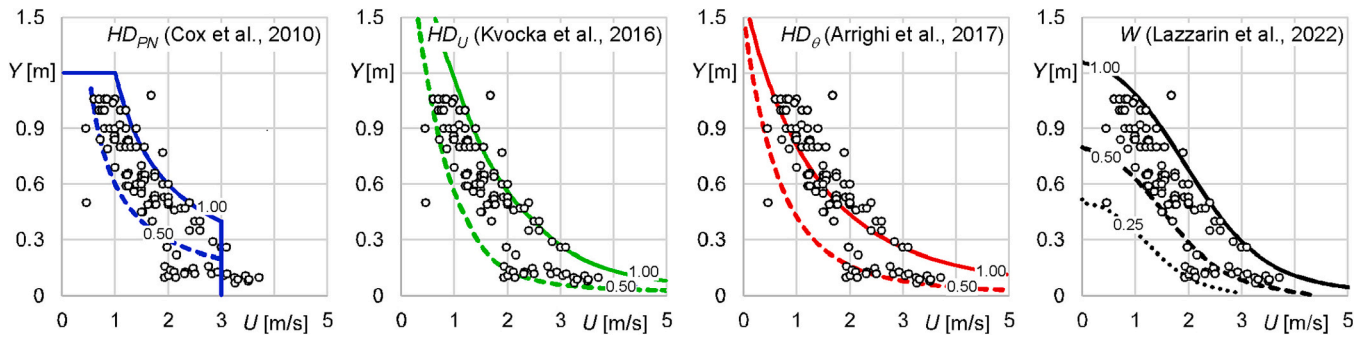 1.5
HD_PN (Cox et al., 2010)
Y [m]
0.9
0.6
1.00
0.50
0.3
0
0 1 2 3 U [m/s] 5
1.5
HD_U (Kvocka et al., 2016)
Y [m]
0.9
0.6
0.3
1.00
0.50
0
0 1 2 3 U [m/s] 5
1.5
HD_θ (Arrighi et al., 2017)
Y [m]
0.9
0.6
0.3
1.00
0.50
0
0 1 2 3 U [m/s] 5
1.5
W (Lazzarin et al., 2022)
1.00
Y [m]
0.9
0.50
0.6
0.25
0.3
0
0 1 2 3 U [m/s] 5